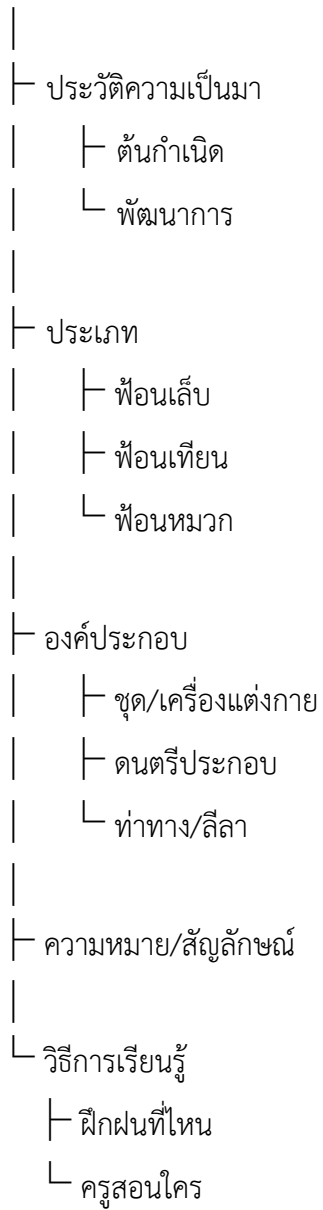 ประวัติความเป็นมา
ต้นกำเนิด
พัฒนาการ
ประเภท
ฟ้อนเล็บ
ฟ้อนเทียน
ฟ้อนหมวก
องค์ประกอบ
ชุด/เครื่องแต่งกาย
ดนตรีประกอบ
ท่าทาง/ลีลา
ความหมาย/สัญลักษณ์
วิธีการเรียนรู้
ฝึกฝนที่ไหน
ครูสอนใคร